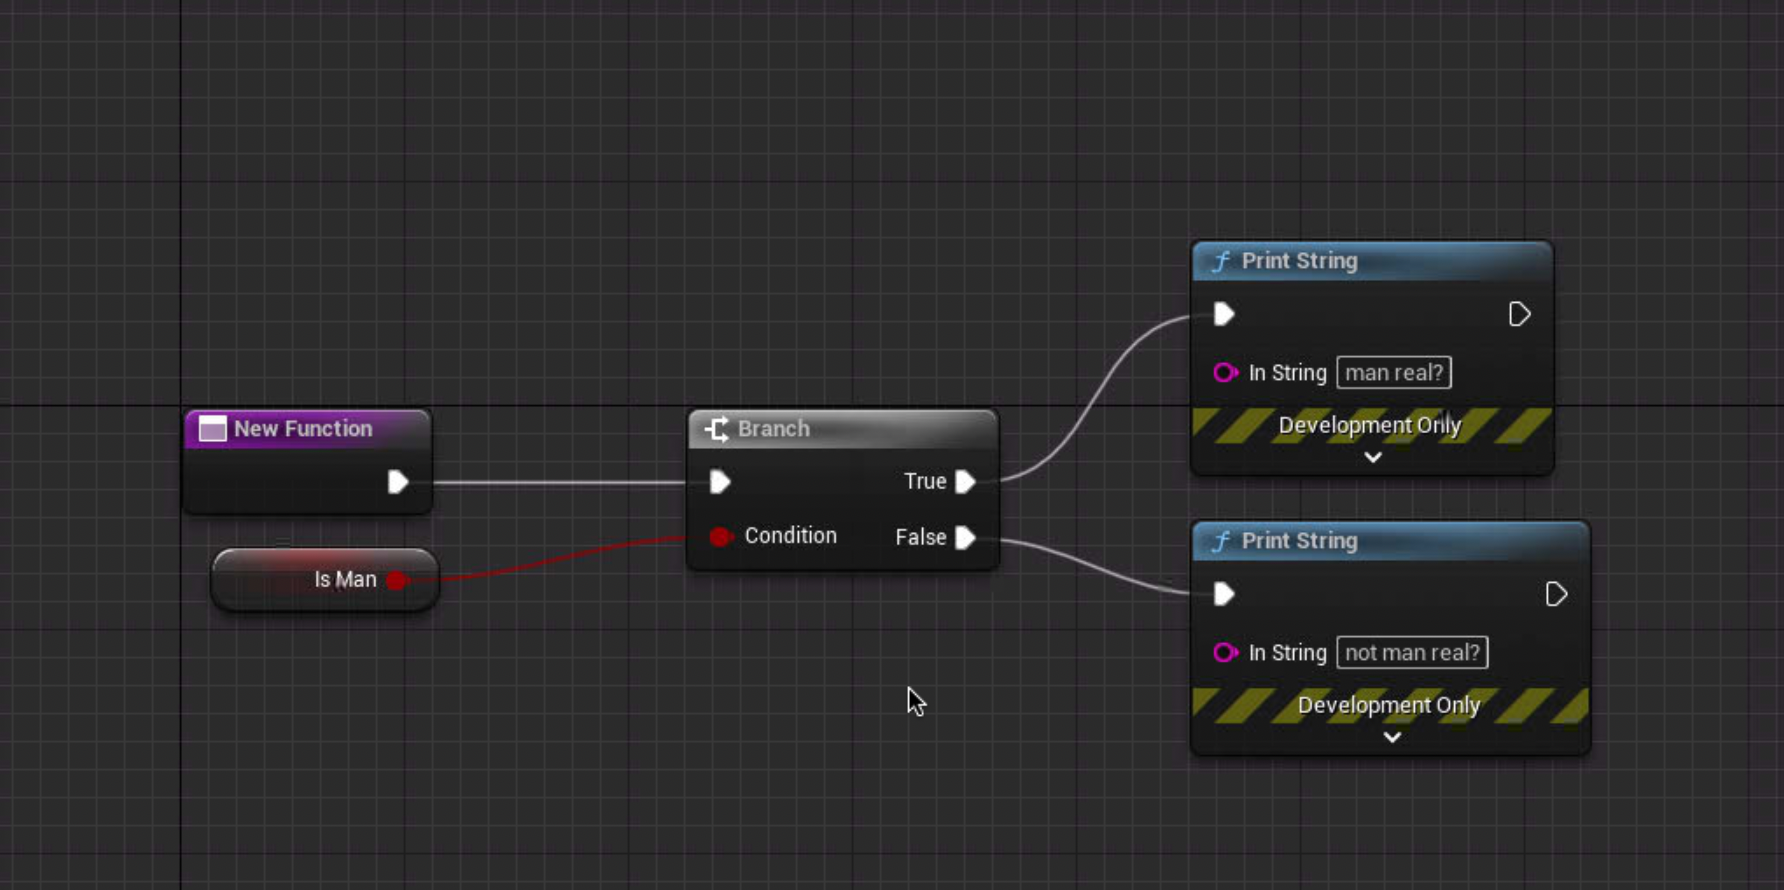 Print String
In String man real?
Development Only
New Function
Branch
True
Condition False
Is Man
Print String
In String not man real?
Development Only